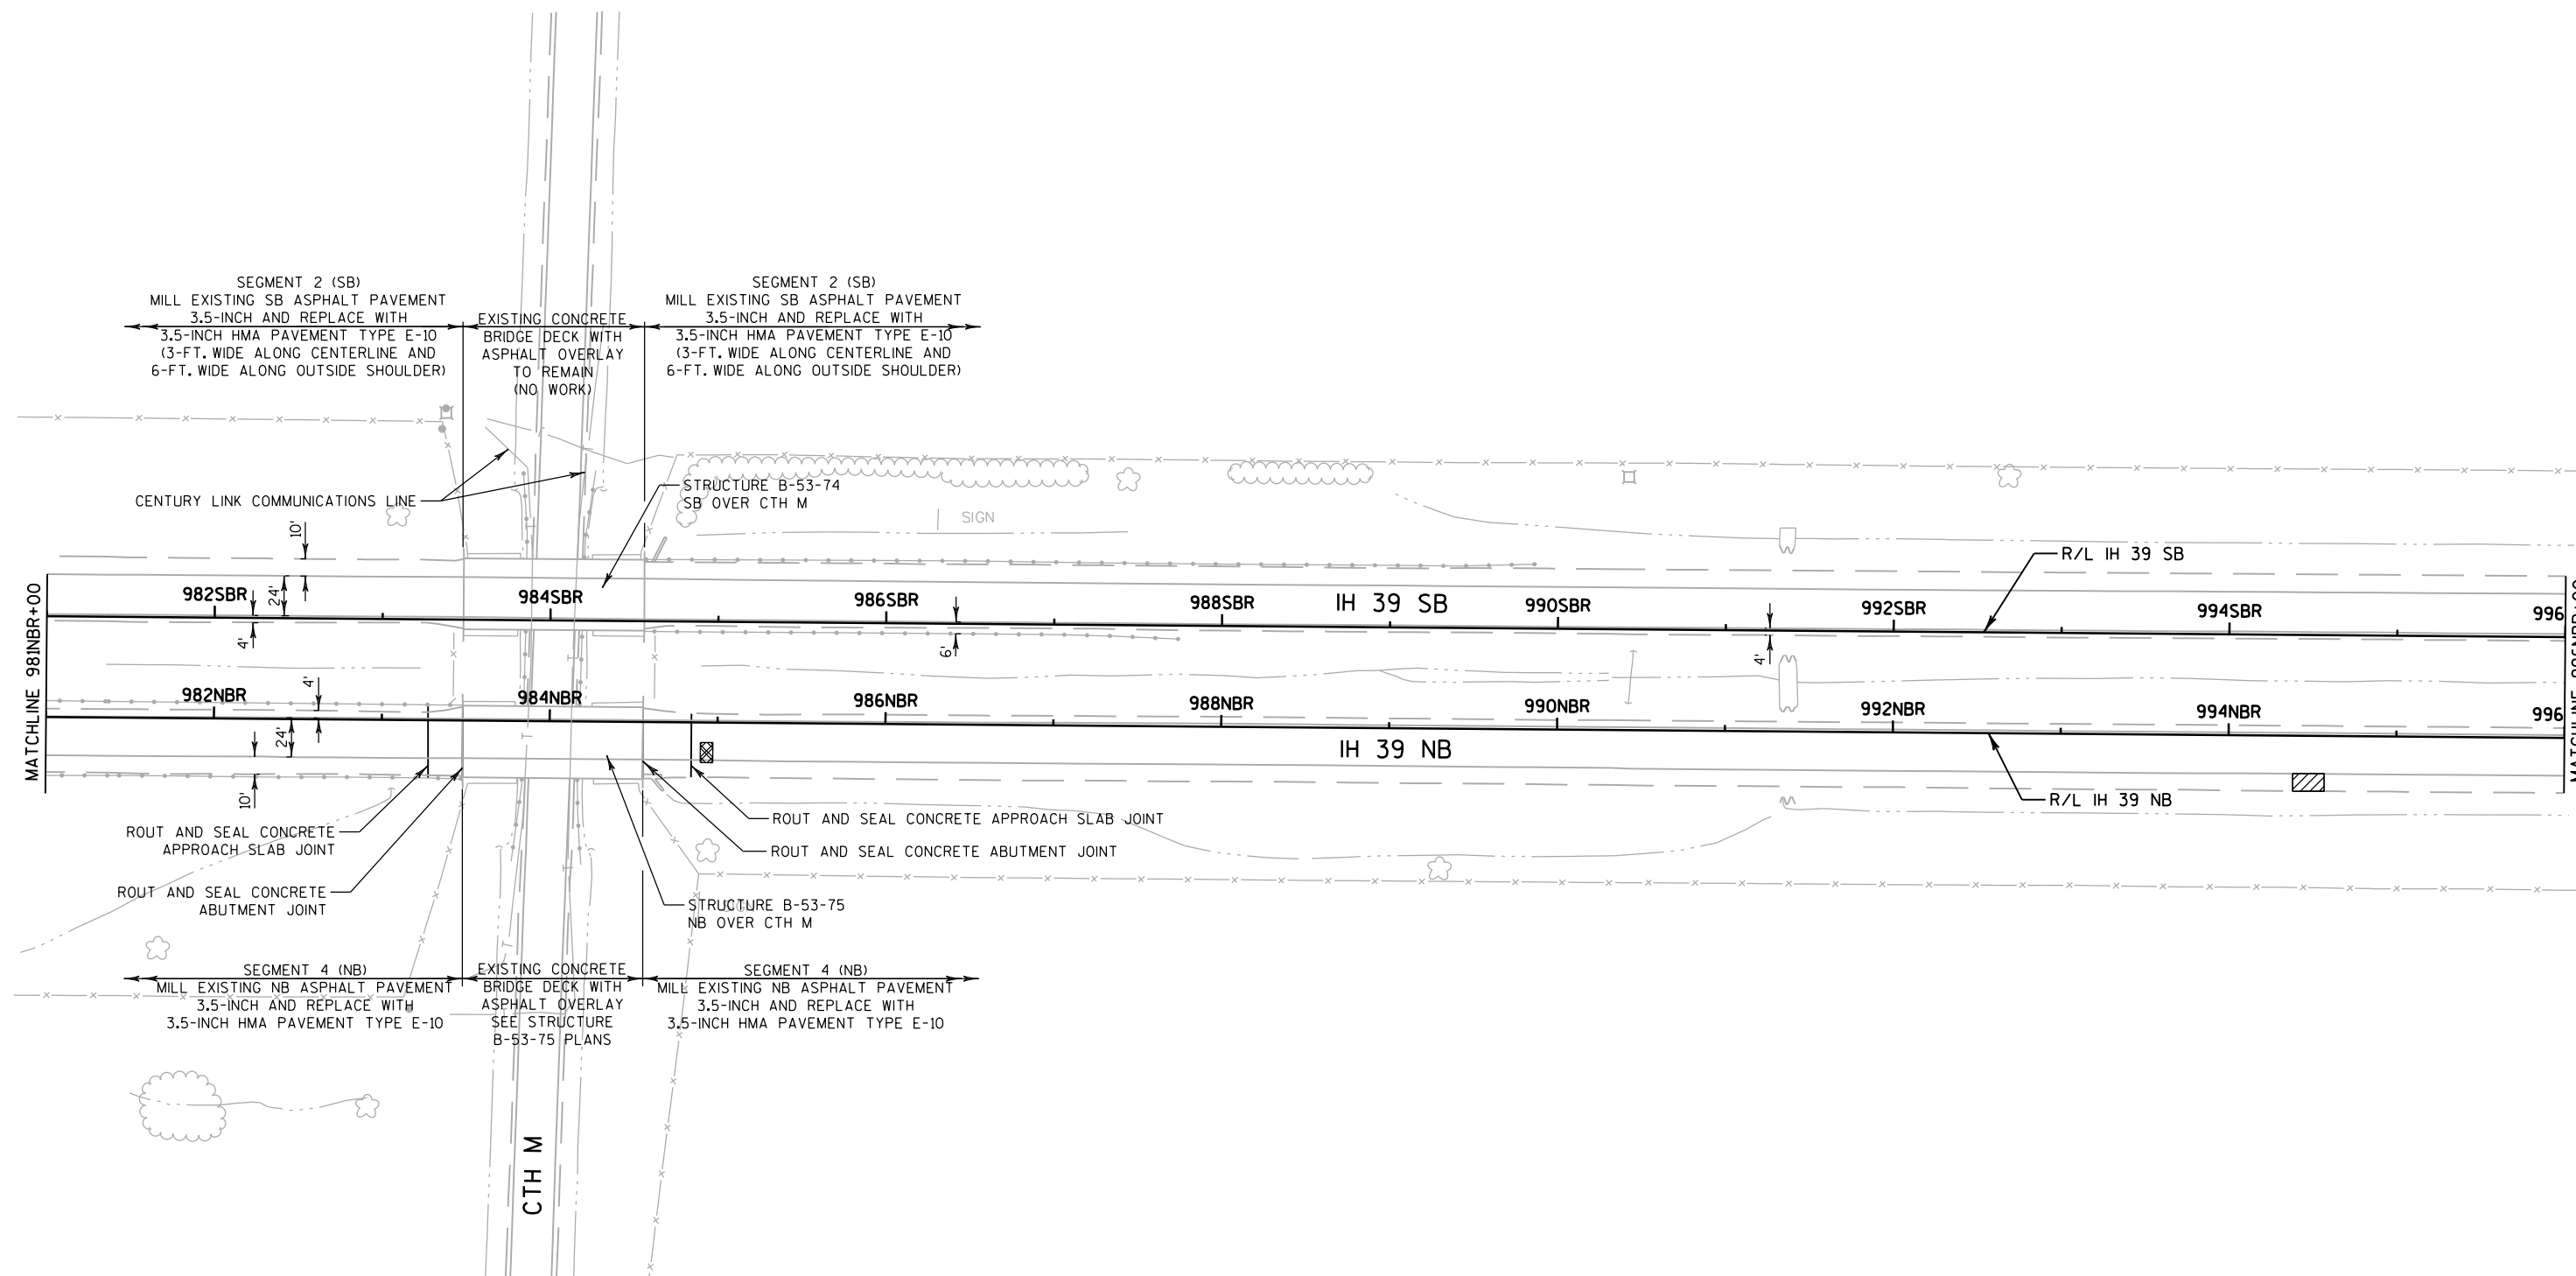 SEGMENT 2 (SB)
MILL EXISTING SB ASPHALT PAVEMENT
3.5-INCH AND REPLACE WITH
3.5-INCH HMA PAVEMENT TYPE E-10
(3-FT. WIDE ALONG CENTERLINE AND
6-FT. WIDE ALONG OUTSIDE SHOULDER)
EXISTING CONCRETE
BRIDGE DECK WITH
ASPHALT OVERLAY
TO REMAIN
(NO WORK)
SEGMENT 2 (SB)
MILL EXISTING SB ASPHALT PAVEMENT
3.5-INCH AND REPLACE WITH
3.5-INCH HMA PAVEMENT TYPE E-10
(3-FT. WIDE ALONG CENTERLINE AND
6-FT. WIDE ALONG OUTSIDE SHOULDER)
CENTURY LINK COMMUNICATIONS LINE
STRUCTURE B-53-74
SB OVER CTH M
SIGN
10'
24'
4'
6'
4'
R/L IH 39 SB
MATCHLINE 981NBR+00
982SBR
984SBR
986SBR
988SBR
IH 39 SB
990SBR
992SBR
994SBR
996
982NBR
4'
984NBR
986NBR
988NBR
990NBR
992NBR
994NBR
996
24'
10'
IH 39 NB
R/L IH 39 NB
ROUT AND SEAL CONCRETE
APPROACH SLAB JOINT
ROUT AND SEAL CONCRETE APPROACH SLAB JOINT
ROUT AND SEAL CONCRETE ABUTMENT JOINT
ROUT AND SEAL CONCRETE
ABUTMENT JOINT
STRUCTURE B-53-75
NB OVER CTH M
SEGMENT 4 (NB)
MILL EXISTING NB ASPHALT PAVEMENT
3.5-INCH AND REPLACE WITH
3.5-INCH HMA PAVEMENT TYPE E-10
EXISTING CONCRETE
BRIDGE DECK WITH
ASPHALT OVERLAY
SEE STRUCTURE
B-53-75 PLANS
SEGMENT 4 (NB)
MILL EXISTING NB ASPHALT PAVEMENT
3.5-INCH AND REPLACE WITH
3.5-INCH HMA PAVEMENT TYPE E-10
CTH M